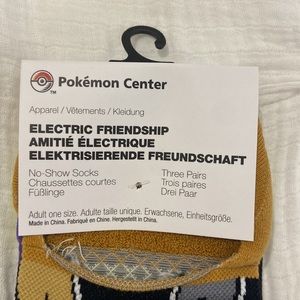 Pokémon Center
TM
Apparel / Vêtements / Kleidung
ELECTRIC FRIENDSHIP
AMITIÉ ÉLECTRIQUE
ELEKTRISIERENDE FREUNDSCHAFT
No-Show Socks
Chaussettes courtes
Füßlinge
Three Pairs
Trois paires
Drei Paar
Adult one size. Adulte taille unique. Erwachsene, Einheitsgröße.
Made in China. Fabriqué en Chine. Hergestellt in China.